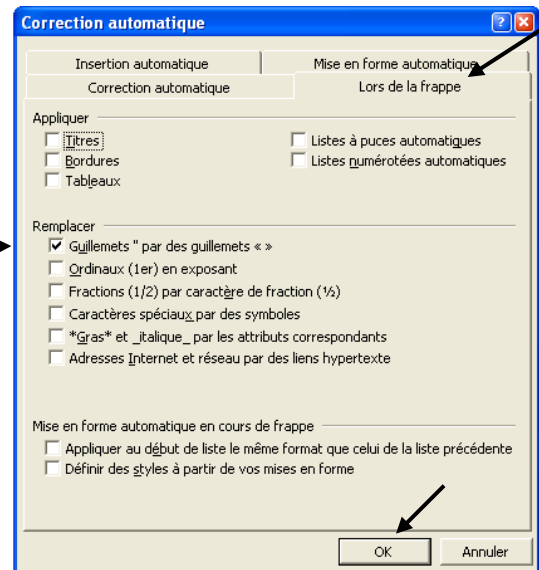 Correction automatique
Insertion automatique
Mise en forme automatique
Correction automatique
Lors de la frappe
Appliquer
Titres
Listes à puces automatiques
Bordures
Listes numérotées automatiques
Tableaux
Remplacer
Guillemets " par des guillemets « »
Ordinaux (1er) en exposant
Fractions (1/2) par caractère de fraction (½)
Caractères spéciaux par des symboles
*Gras* et _italique_ par les attributs correspondants
Adresses Internet et réseau par des liens hypertexte
Mise en forme automatique en cours de frappe
Appliquer au début de liste le même format que celui de la liste précédente
Définir des styles à partir de vos mises en forme
OK
Annuler